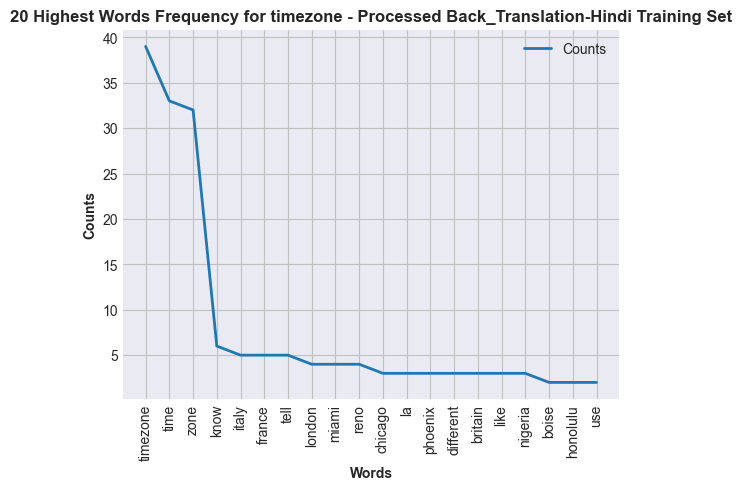 20 Highest Words Frequency for timezone - Processed Back_Translation-Hindi Training Set
Counts
40
35
30
25
20
15
10
5
Counts
timezone
time
zone
know
italy
france
tell
london
miami
reno
chicago
la
phoenix
different
britain
like
nigeria
boise
honolulu
use
Words